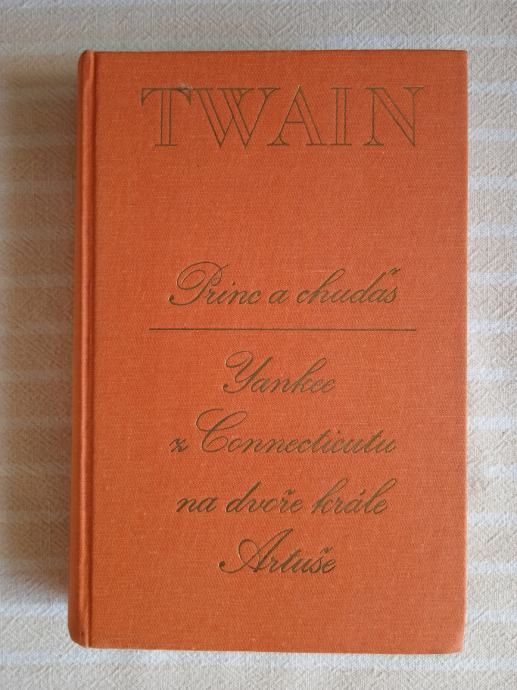 TWAIN
Princ a chuďas
Yankee
z Connecticutu
na dvoře krále
Artuše